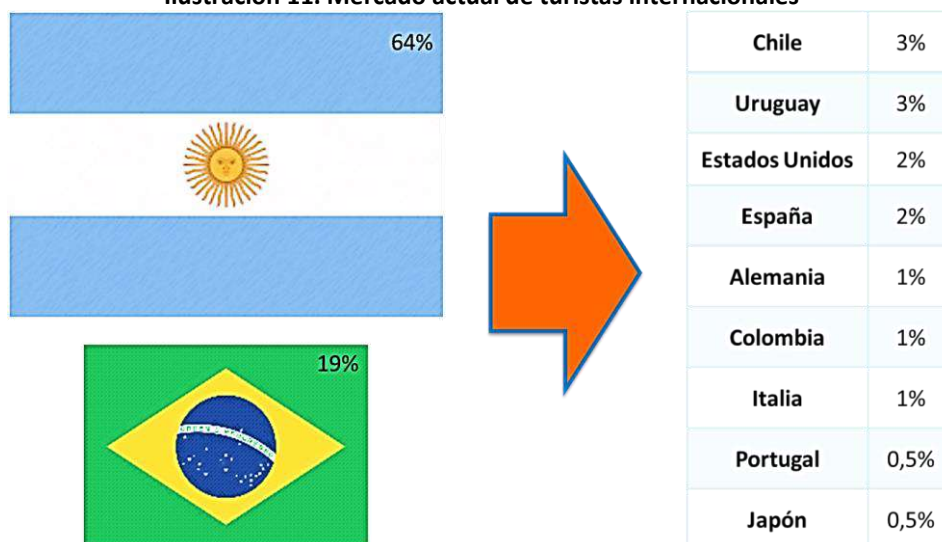 Ilustración 11. Mercado actual de turistas internacionales
64%
19%
Chile 3%
Uruguay 3%
Estados Unidos 2%
España 2%
Alemania 1%
Colombia 1%
Italia 1%
Portugal 0,5%
Japón 0,5%